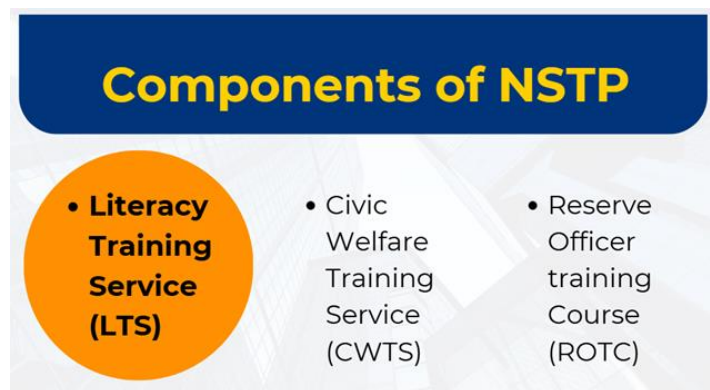 Components of NSTP
• Literacy
Training
Service
(LTS)
• Civic
Welfare
Training
Service
(CWTS)
• Reserve
Officer
training
Course
(ROTC)